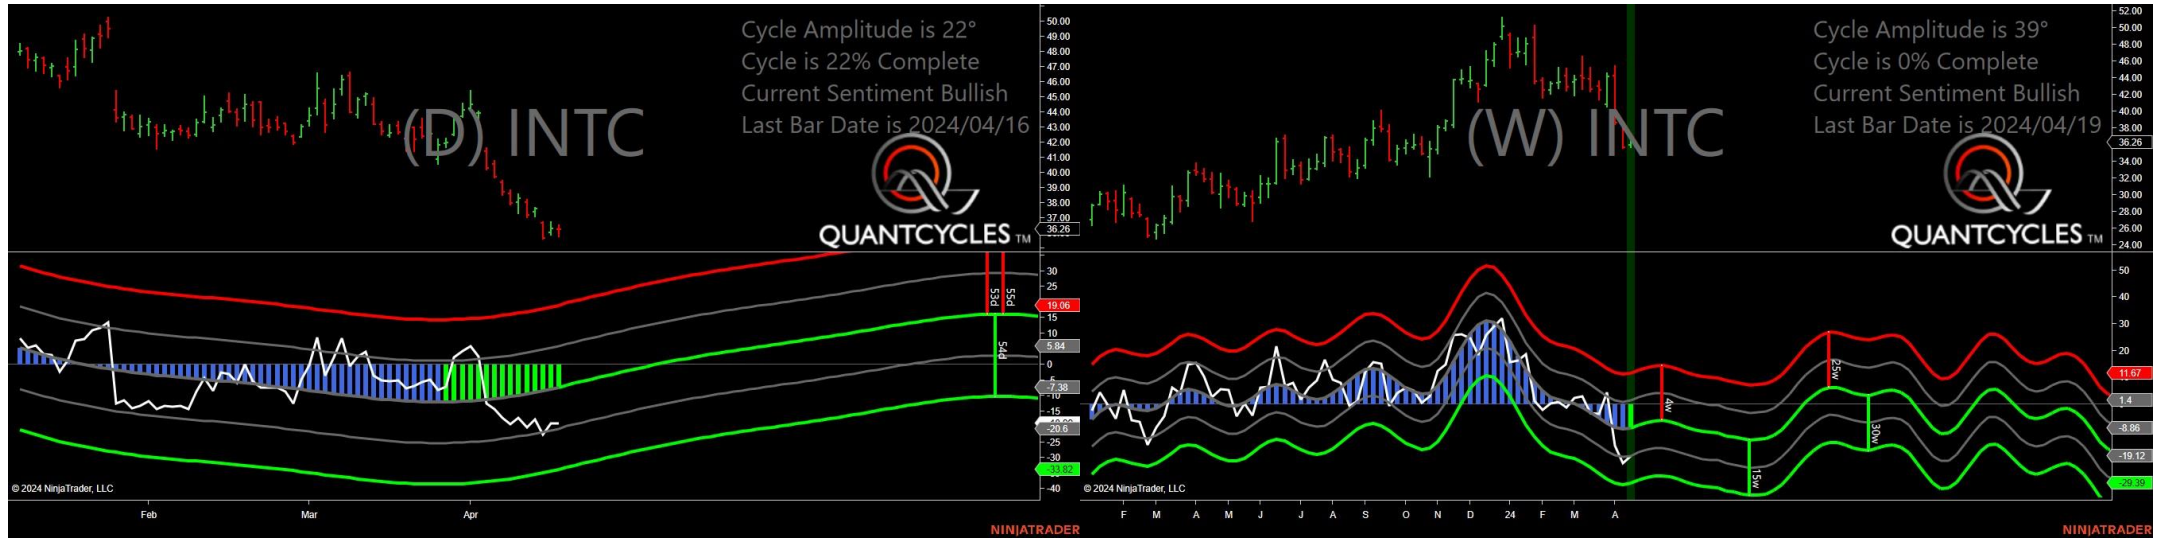 Cycle Amplitude is 22°
Cycle is 22% Complete
Current Sentiment Bullish
Last Bar Date is 2024/04/16
(D) INTC
QUANTCYCLES TM
50.00
49.00
48.00
47.00
46.00
45.00
44.00
43.00
42.00
41.00
40.00
39.00
38.00
37.00
36.26
53d
55d
54d
30
25
19.06
15
10
5.84
0
-7.38
-10
-15
-20.6
-25
-30
-33.82
-40
© 2024 NinjaTrader, LLC
Feb
Mar
Apr
NINJATRADER
Cycle Amplitude is 39°
Cycle is 0% Complete
Current Sentiment Bullish
Last Bar Date is 2024/04/19
(W) INTC
QUANTCYCLES TM
52.00
50.00
48.00
46.00
44.00
42.00
40.00
38.00
36.26
34.00
32.00
30.00
28.00
26.00
24.00
4w
15w
25w
30w
50
40
30
20
11.67
1.4
-8.86
-19.12
-29.39
© 2024 NinjaTrader, LLC
F M A M J J A S O N D 24 F M A
NINJATRADER